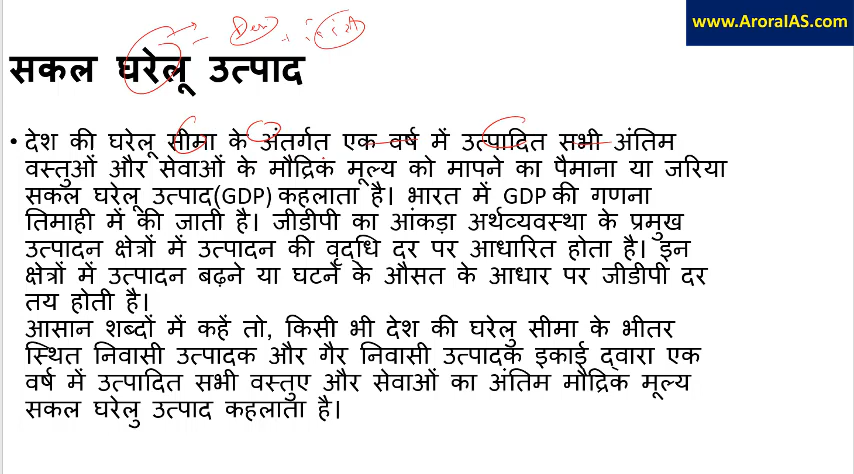 www.AroraIAS.com
सकल घरेलू उत्पाद
• देश की घरेलू सीमा के अंतर्गत एक वर्ष में उत्पादित सभी अंतिम
वस्तुओं और सेवाओं के मौद्रिक मूल्य को मापने का पैमाना या जरिया
सकल घरेलू उत्पाद(GDP) कहलाता है। भारत में GDP की गणना
तिमाही में की जाती है। जीडीपी का आंकड़ा अर्थव्यवस्था के प्रमुख
उत्पादन क्षेत्रों में उत्पादन की वृद्धि दर पर आधारित होता है। इन
क्षेत्रों में उत्पादन बढ़ने या घटने के औसत के आधार पर जीडीपी दर
तय होती है।
आसान शब्दों में कहें तो, किसी भी देश की घरेलु सीमा के भीतर
स्थित निवासी उत्पादक और गैर निवासी उत्पादक इकाई द्वारा एक
वर्ष में उत्पादित सभी वस्तुए और सेवाओं का अंतिम मौद्रिक मूल्य
सकल घरेलु उत्पाद कहलाता है।